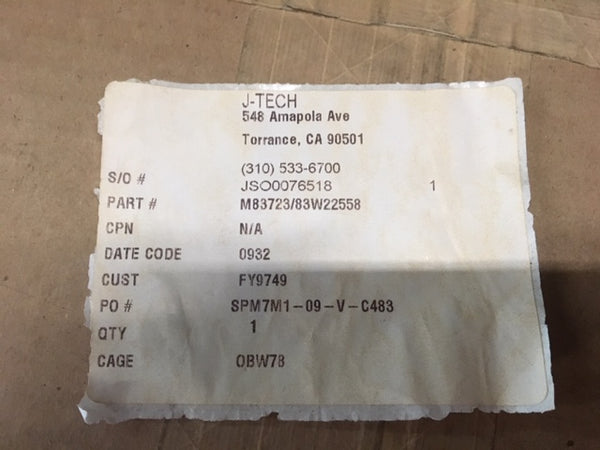 J-TECH
548 Amapola Ave
Torrance, CA 90501
(310) 533-6700
S/O # JSO0076518 1
PART # M83723/83W22558
CPN N/A
DATE CODE 0932
CUST FY9749
PO # SPM7M1-09-V-C483
QTY 1
CAGE OBW78